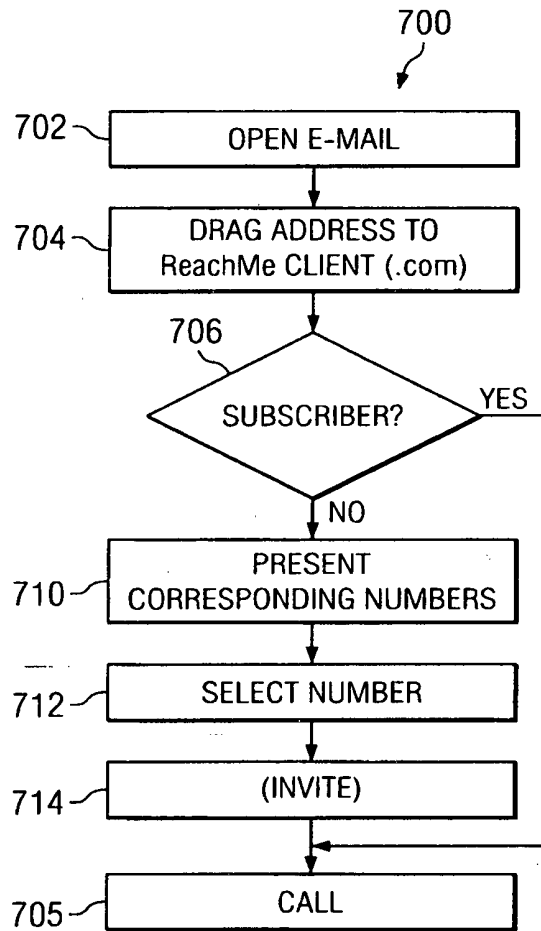 700
702
OPEN E-MAIL
704
DRAG ADDRESS TO
ReachMe CLIENT (.com)
706
SUBSCRIBER?
YES
NO
710
PRESENT
CORRESPONDING NUMBERS
712
SELECT NUMBER
714
(INVITE)
705
CALL